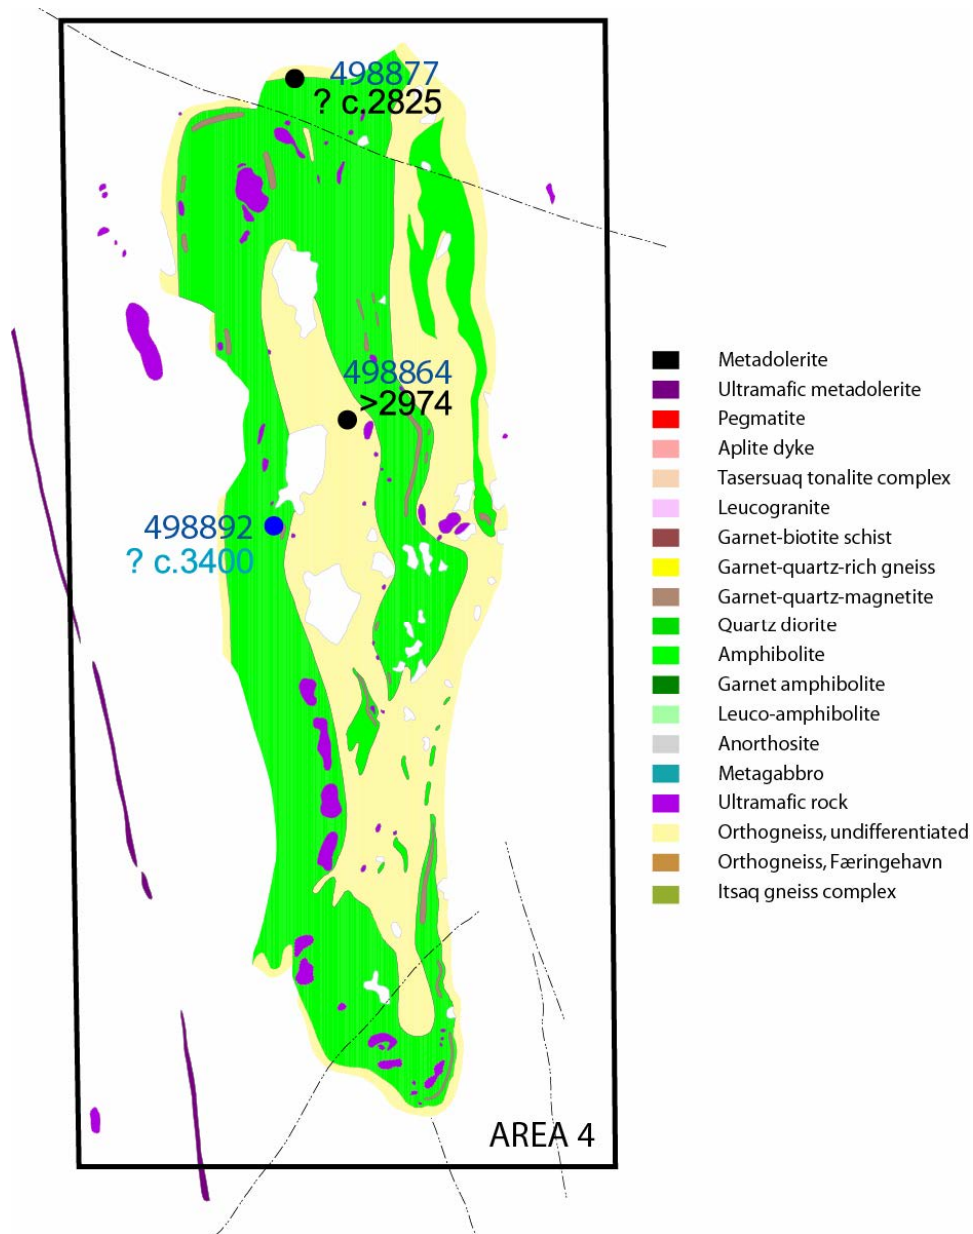 498877
? c.2825
498864
>2974
498892
? c.3400
AREA 4
Metadolerite
Ultramafic metadolerite
Pegmatite
Aplite dyke
Tasersuaq tonalite complex
Leucogranite
Garnet-biotite schist
Garnet-quartz-rich gneiss
Garnet-quartz-magnetite
Quartz diorite
Amphibolite
Garnet amphibolite
Leuco-amphibolite
Anorthosite
Metagabbro
Ultramafic rock
Orthogneiss, undifferentiated
Orthogneiss, Færingehavn
Itsaq gneiss complex